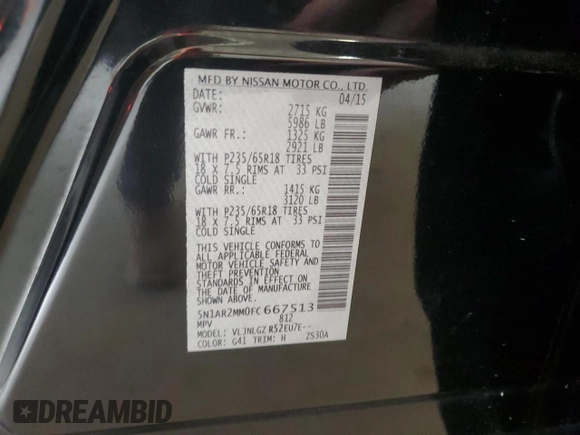 MFD BY NISSAN MOTOR CO., LTD.
DATE: 04/15
GVWR: 2715 KG
5986 LB
GAWR FR.: 1325 KG
2921 LB
WITH P235/65R18 TIRES
18 X 7.5 RIMS AT 33 PSI
COLD SINGLE
GAWR RR.: 1415 KG
3120 LB
WITH P235/65R18 TIRES
18 X 7.5 RIMS AT 33 PSI
COLD SINGLE
THIS VEHICLE CONFORMS TO
ALL APPLICABLE FEDERAL
MOTOR VEHICLE SAFETY AND
THEFT PREVENTION
STANDARDS IN EFFECT ON
THE DATE OF MANUFACTURE
SHOWN ABOVE.
5N1AR2MM0FC667513
MPV 812
MODEL: VLJNLGZ R52EU7E--
COLOR: G41 TRIM: H ZS30A
DREAMBID